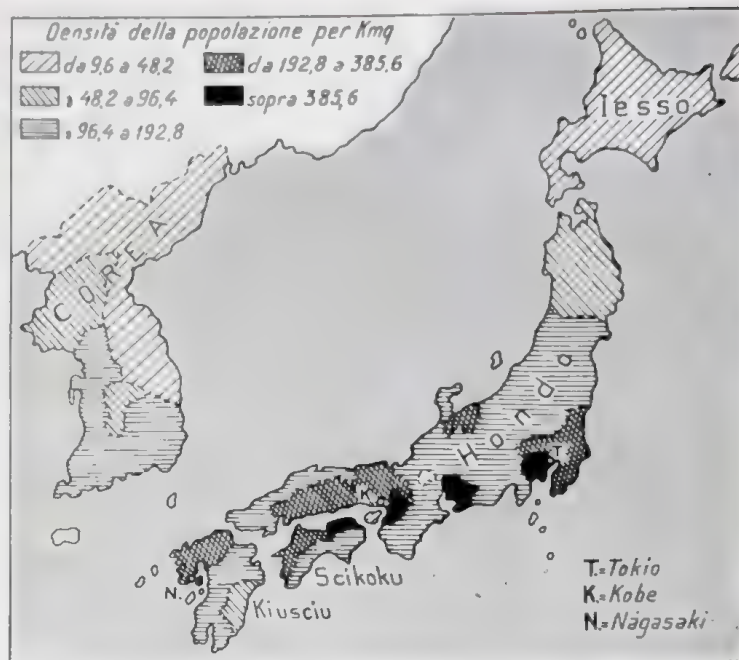 Densità della popolazione per Kmq
da 9,6 a 48,2
" 48,2 a 96,4
" 96,4 a 192,8
da 192,8 a 385,6
sopra 385,6
Iesso
COREA
Hondo
T.
K.
K.
N.
Scikoku
Kiusciu
T.=Tokio
K.=Kobe
N.=Nagasaki